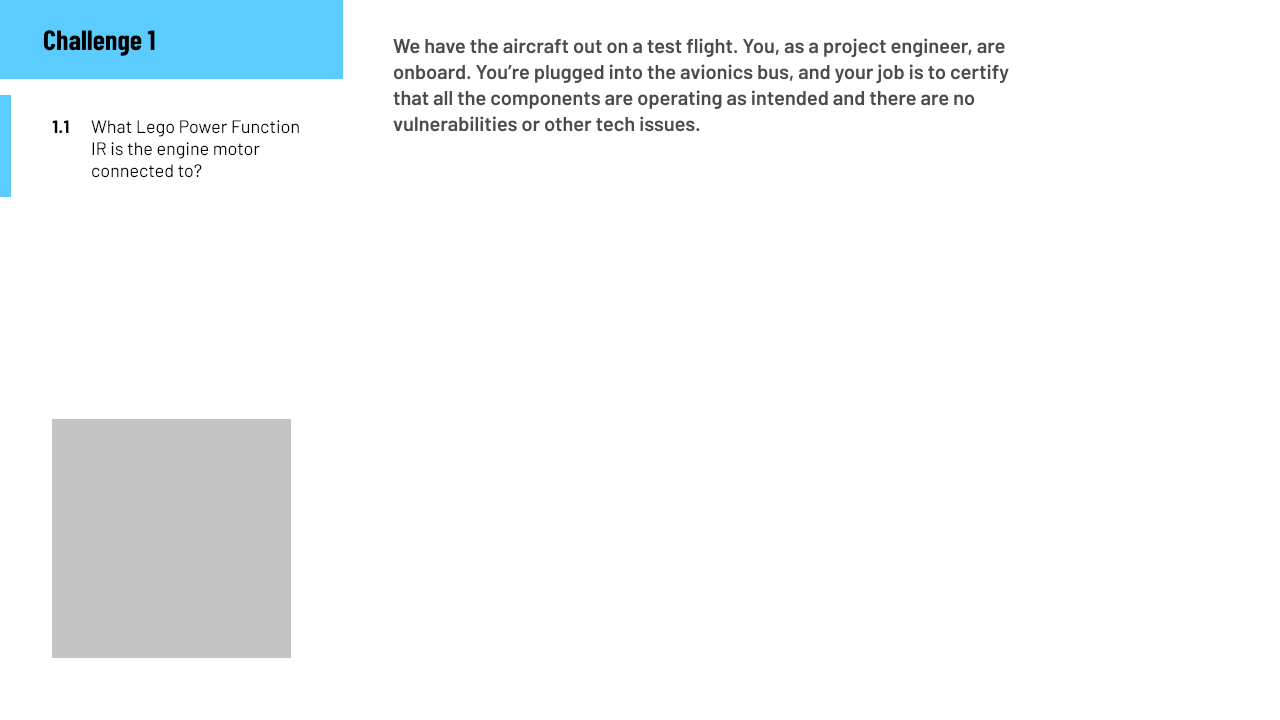 Challenge 1
1.1 What Lego Power Function
IR is the engine motor
connected to?
We have the aircraft out on a test flight. You, as a project engineer, are
onboard. You’re plugged into the avionics bus, and your job is to certify
that all the components are operating as intended and there are no
vulnerabilities or other tech issues.